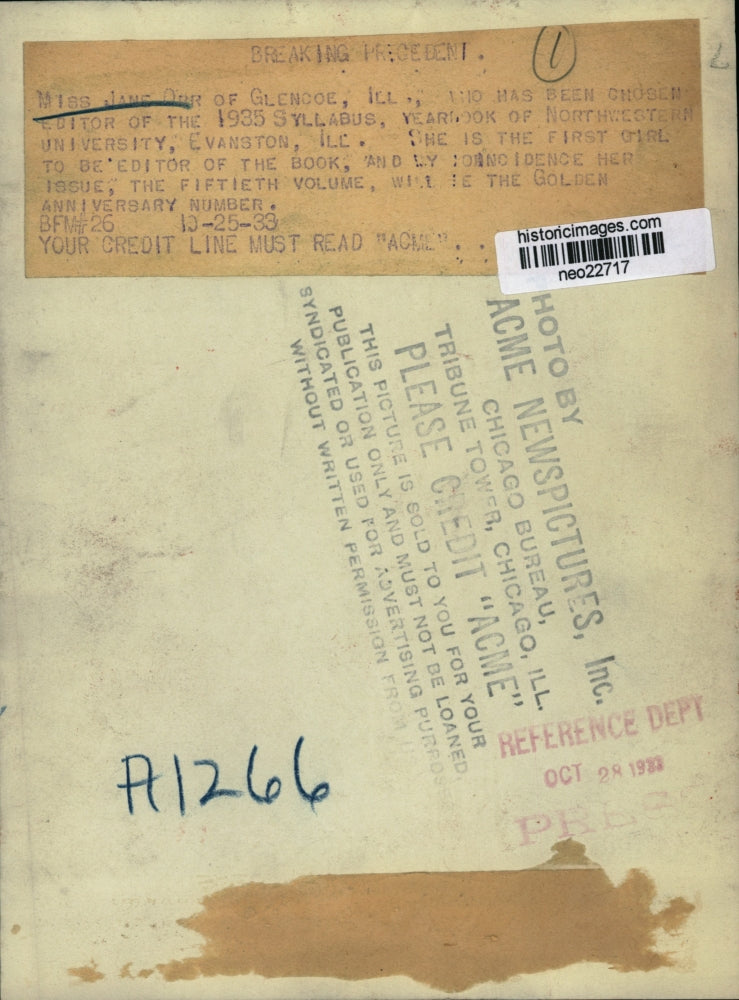 BREAKING PRECEDENT.
1
MISS JANE ORR OF GLENCOE, ILL., WHO HAS BEEN CHOSEN
EDITOR OF THE 1935 SYLLABUS, YEARBOOK OF NORTHWESTERN
UNIVERSITY, EVANSTON, ILL. SHE IS THE FIRST GIRL
TO BE EDITOR OF THE BOOK, AND BY COINCIDENCE HER
ISSUE, THE FIFTIETH VOLUME, WILL BE THE GOLDEN
ANNIVERSARY NUMBER.
BFM#26 10-25-33
YOUR CREDIT LINE MUST READ "ACME"...
historicimages.com
neo22717
HOTO BY
ACME NEWSPICTURES, Inc.
CHICAGO BUREAU,
TRIBUNE TOWER, CHICAGO, ILL.
PLEASE CREDIT "ACME"
THIS PICTURE IS SOLD TO YOU FOR YOUR
PUBLICATION ONLY AND MUST NOT BE LOANED,
SYNDICATED OR USED FOR ADVERTISING PURPOS
WITHOUT WRITTEN PERMISSION FROM
REFERENCE DEPT
OCT 28 1933
A1266